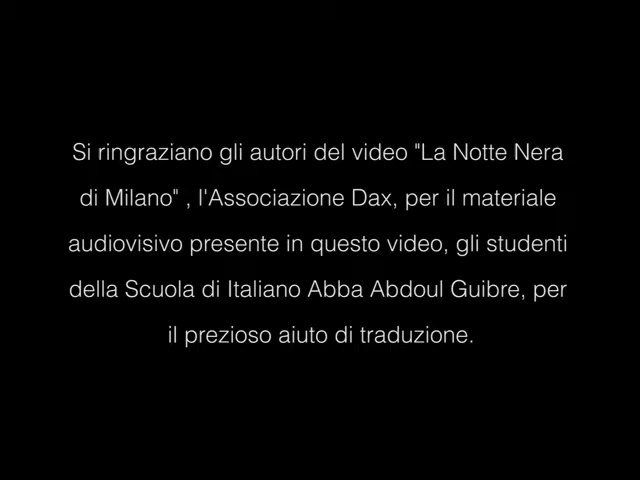 Si ringraziano gli autori del video "La Notte Nera
di Milano" , l'Associazione Dax, per il materiale
audiovisivo presente in questo video, gli studenti
della Scuola di Italiano Abba Abdoul Guibre, per
il prezioso aiuto di traduzione.